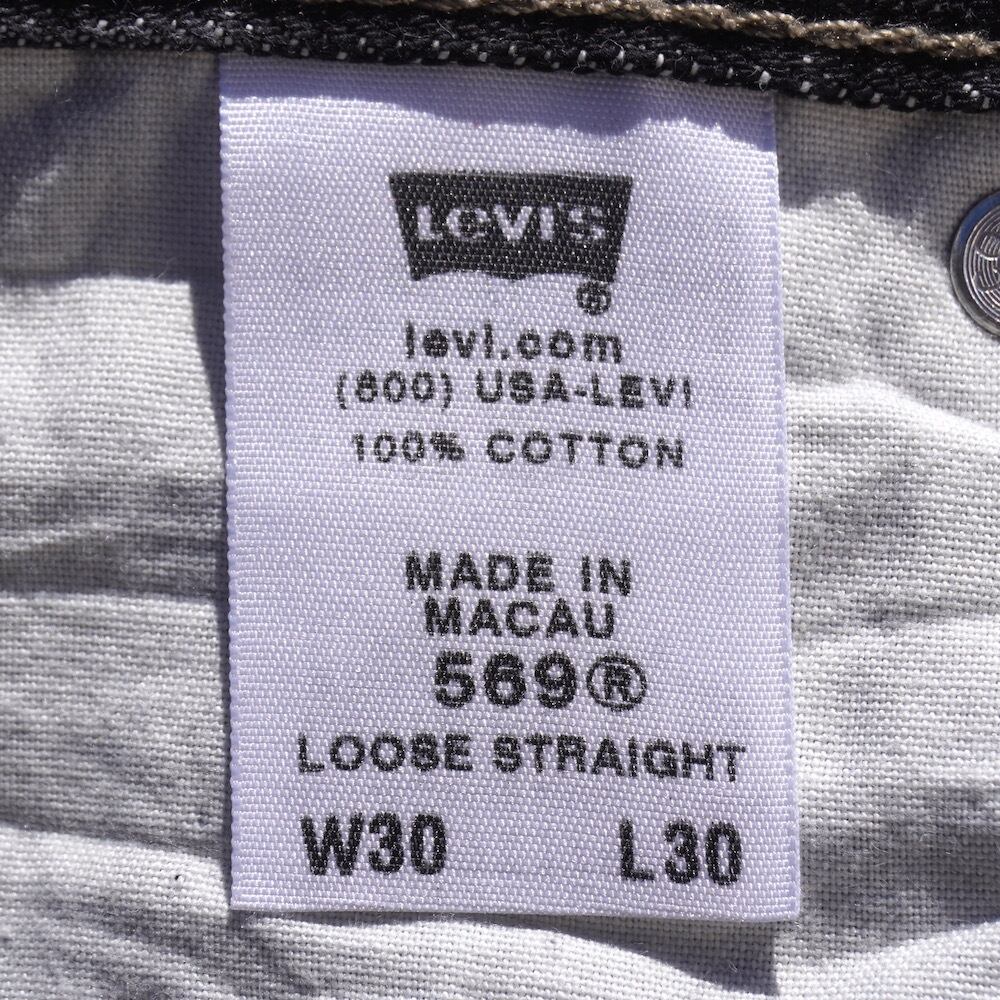 LEVI'S
®
levi.com
(800) USA-LEVI
100% COTTON
MADE IN
MACAU
569®
LOOSE STRAIGHT
W30 L30